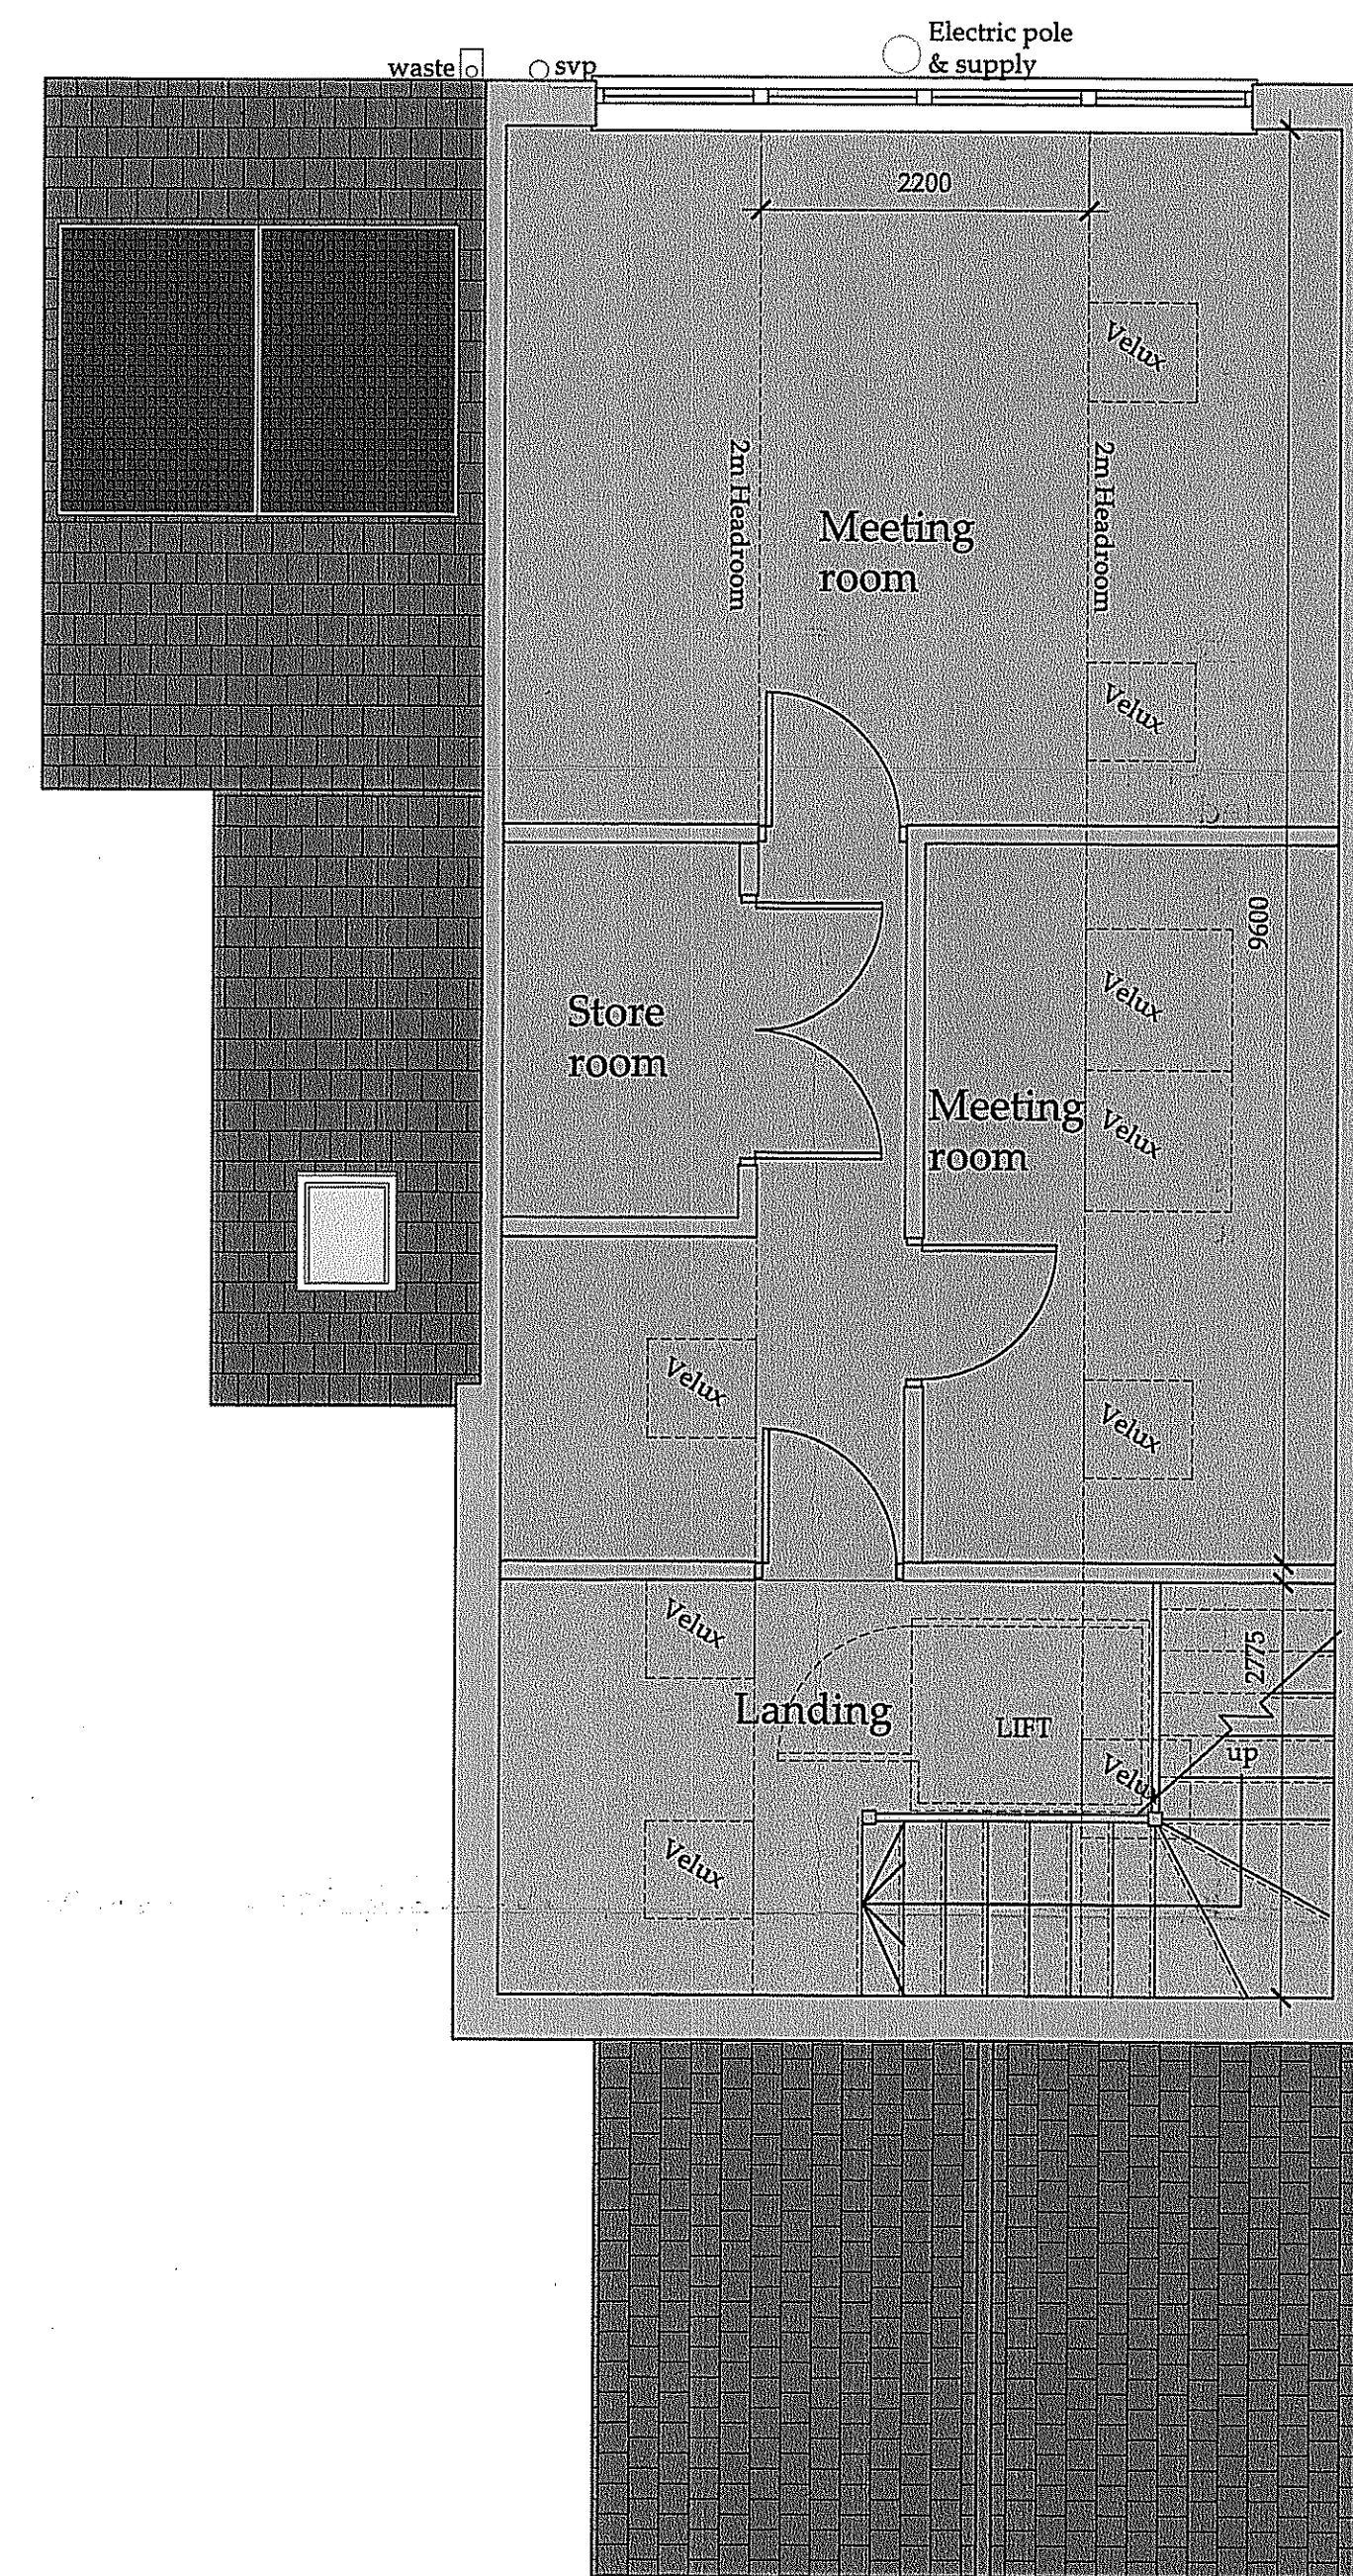 Electric pole
& supply
waste
svp
2200
Velux
2m Headroom
2m Headroom
Meeting
room
Velux
9600
Velux
Store
room
Meeting
room
Velux
Velux
Velux
Velux
2775
Landing
LIFT
up
Velux
Velux